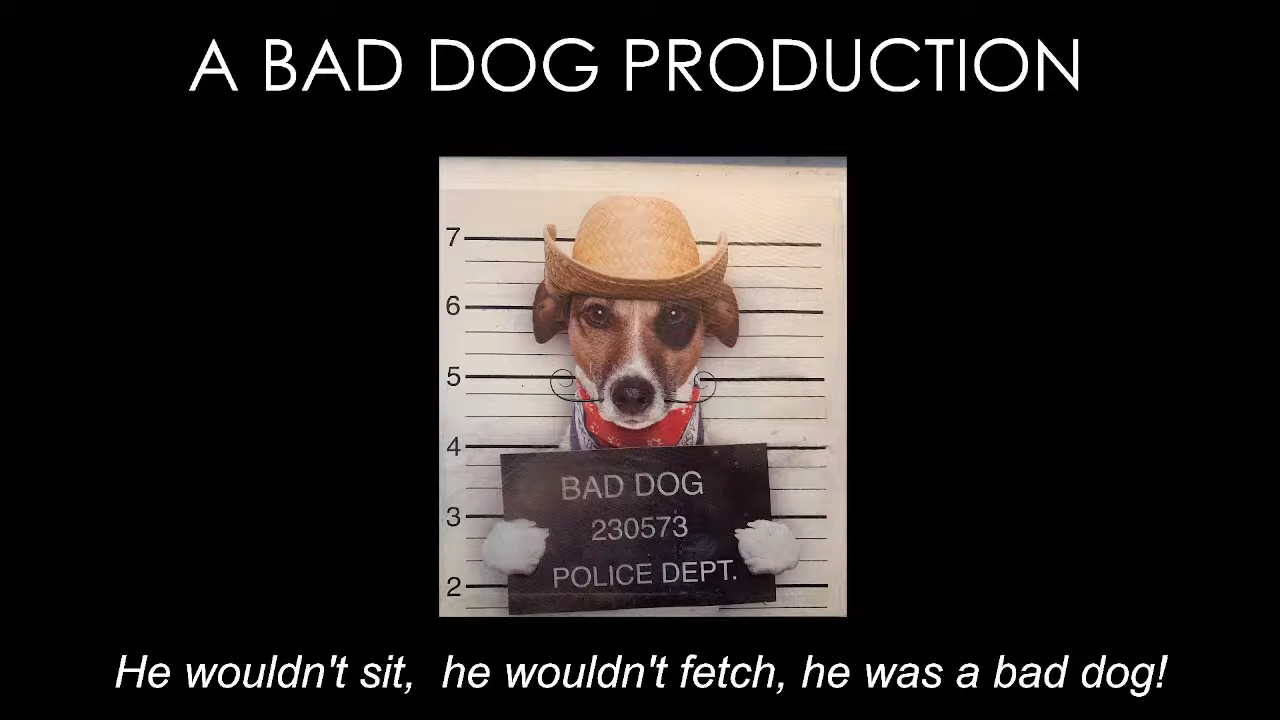 A BAD DOG PRODUCTION
7
6
5
4
BAD DOG
230573
3
POLICE DEPT.
2
He wouldn't sit,  he wouldn't fetch, he was a bad dog!